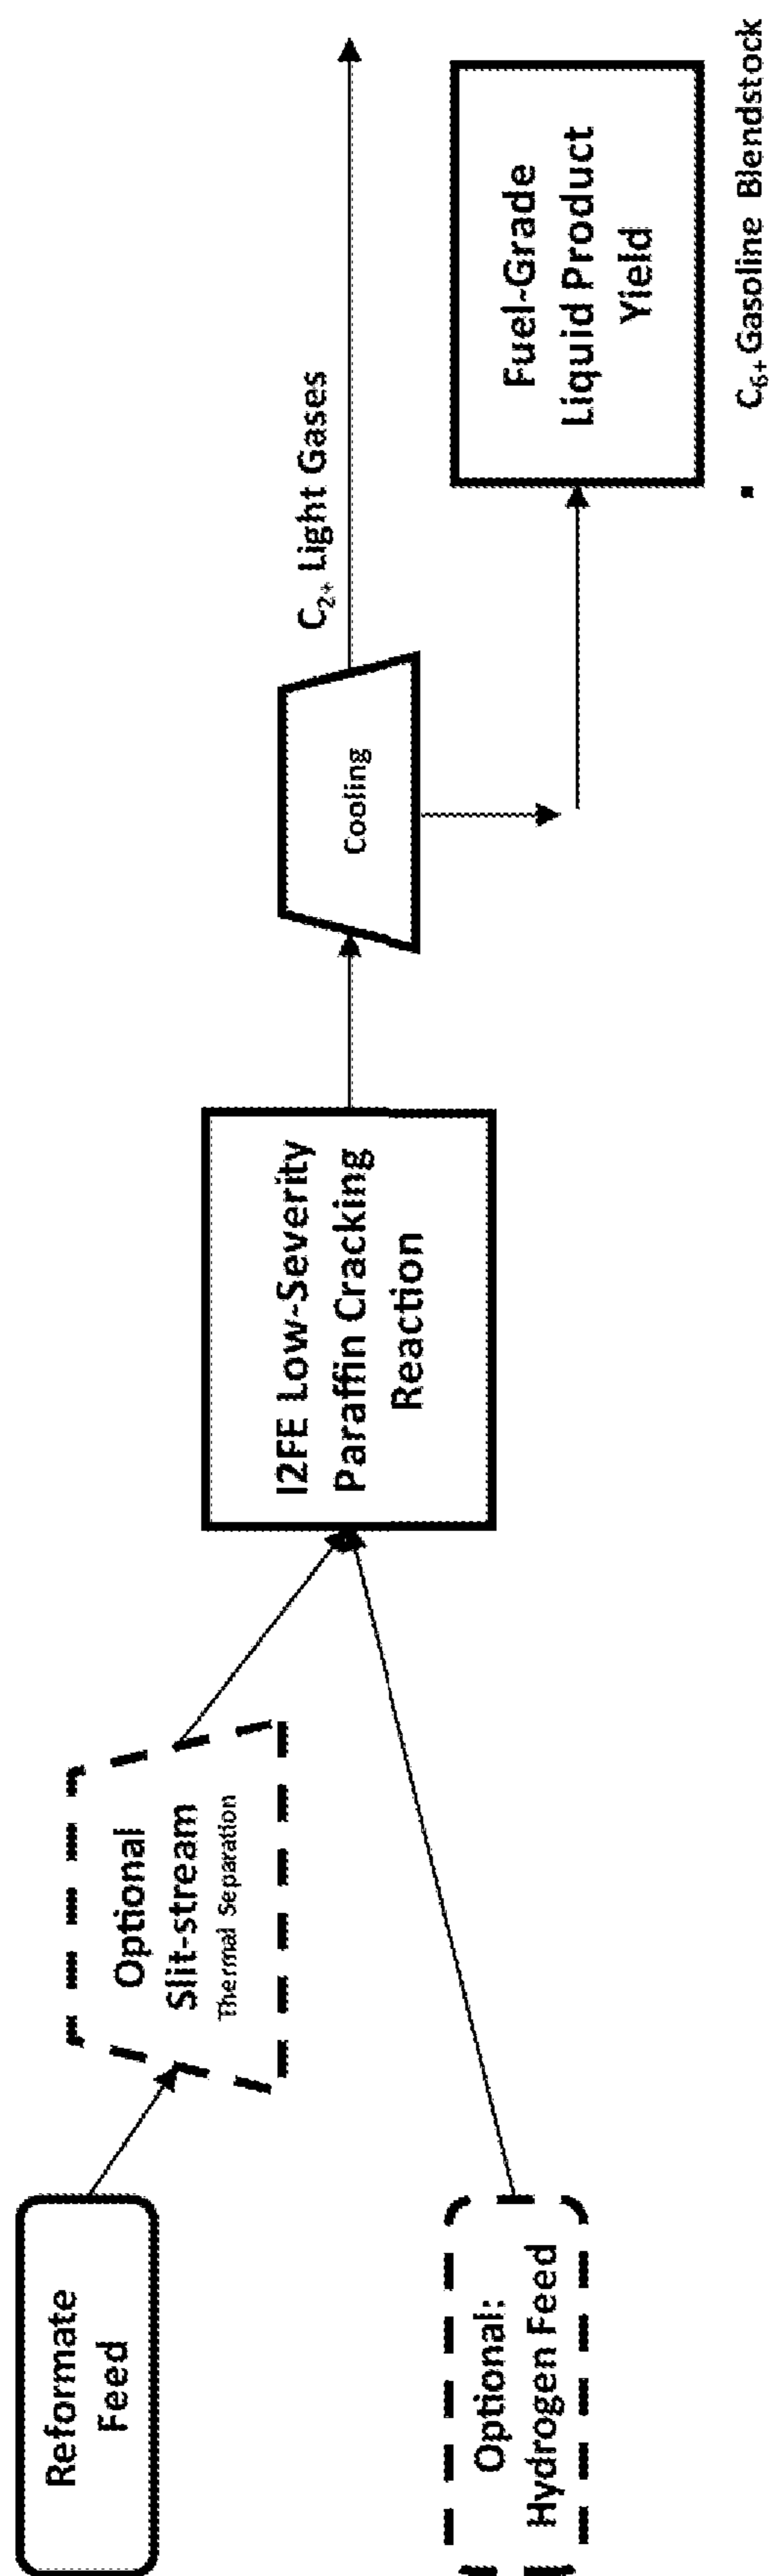 Reformate
Feed
Optional
Slit-stream
Thermal Separation
Optional:
Hydrogen Feed
I2FE Low-Severity
Paraffin Cracking
Reaction
Cooling
C₂₊ Light Gases
Fuel-Grade
Liquid Product
Yield
▪ C₆₊ Gasoline Blendstock